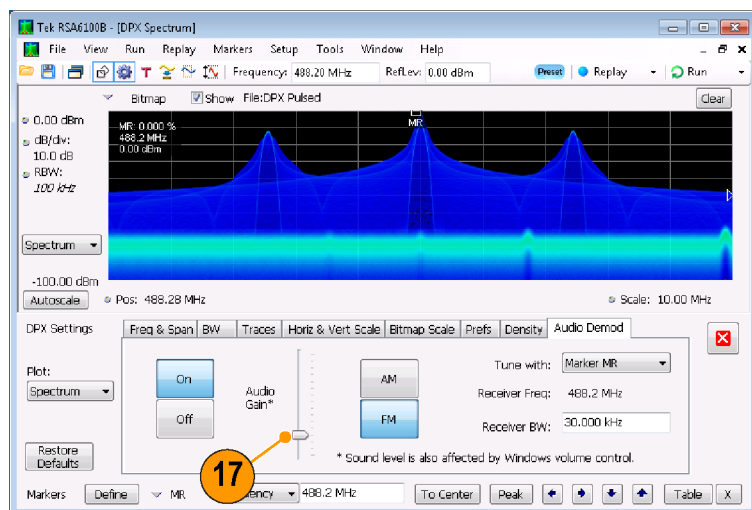 Tek RSA6100B - [DPX Spectrum]
File View Run Replay Markers Setup Tools Window Help
T Frequency: 488.20 MHz RefLev: 0.00 dBm Preset Replay Run
Bitmap Show File:DPX Pulsed Clear
0.00 dBm
dB/div:
10.0 dB
RBW:
100 kHz
MR: 0.000 %
488.2 MHz
0.00 dBm
MR
Spectrum
-100.00 dBm
Autoscale Pos: 488.28 MHz Scale: 10.00 MHz
DPX Settings Freq & Span BW Traces Horiz & Vert Scale Bitmap Scale Prefs Density Audio Demod
Plot:
Spectrum
Restore
Defaults
On
Off
Audio
Gain*
AM
FM
Tune with: Marker MR
Receiver Freq: 488.2 MHz
Receiver BW: 30.000 kHz
* Sound level is also affected by Windows volume control.
17
Markers Define MR 488.2 MHz To Center Peak Table X